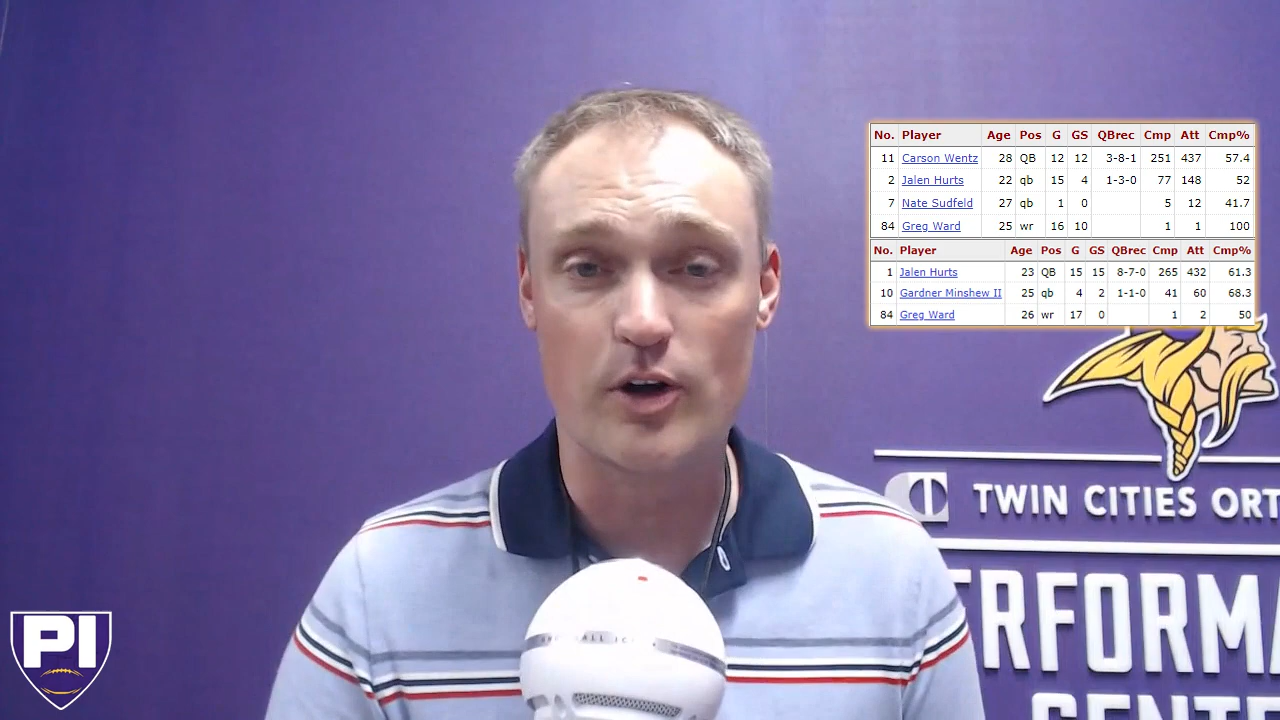 No. Player Age Pos G GS QBrec Cmp Att Cmp%
11 Carson Wentz 28 QB 12 12 3-8-1 251 437 57.4
2 Jalen Hurts 22 qb 15 4 1-3-0 77 148 52
7 Nate Sudfeld 27 qb 1 0 5 12 41.7
84 Greg Ward 25 wr 16 10 1 1 100
No. Player Age Pos G GS QBrec Cmp Att Cmp%
1 Jalen Hurts 23 QB 15 15 8-7-0 265 432 61.3
10 Gardner Minshew II 25 qb 4 2 1-1-0 41 60 68.3
84 Greg Ward 26 wr 17 0 1 2 50
TWIN CITIES ORT
RFORMA
CENTE
PI